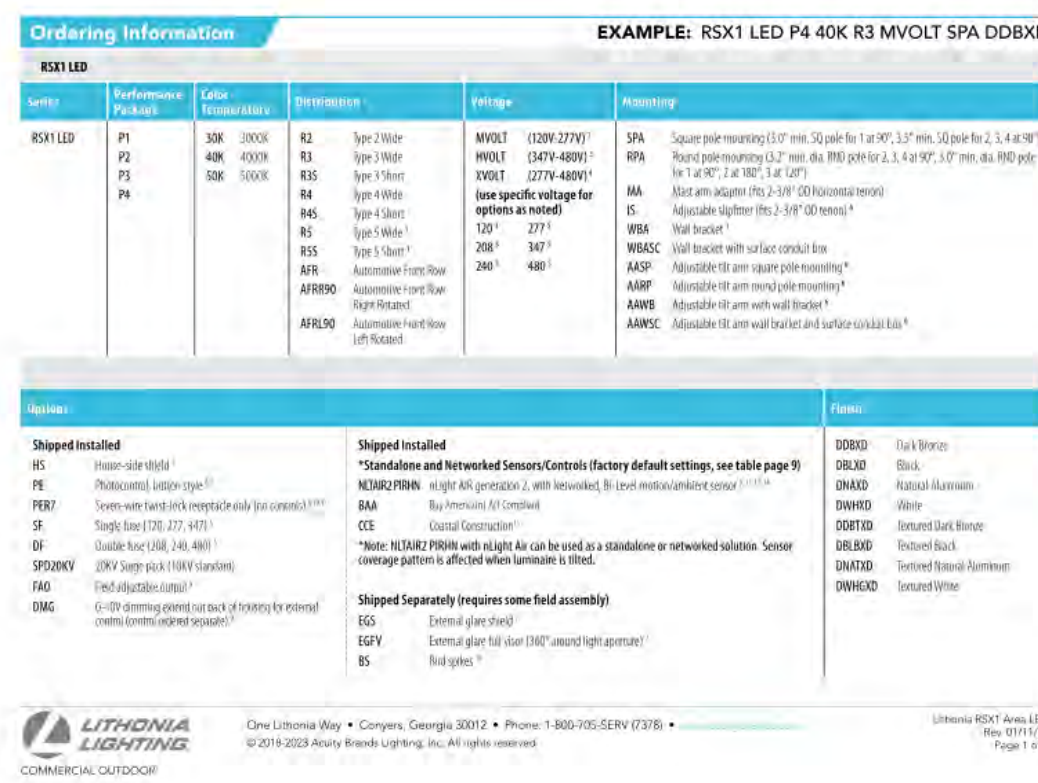 Ordering Information
EXAMPLE: RSX1 LED P4 40K R3 MVOLT SPA DDBX
RSX1 LED
Series
Performance Package
Color Temperature
Distribution
Voltage
Mounting
RSX1 LED
P1
P2
P3
P4
30K 3000K
40K 4000K
50K 5000K
R2 Type 2 Wide
R3 Type 3 Wide
R3S Type 3 Short
R4 Type 4 Wide
R4S Type 4 Short
R5 Type 5 Wide
R5S Type 5 Short
AFR Automotive Front Row
AFRR90 Automotive Front Row
Right Rotated
AFRL90 Automotive Front Row
Left Rotated
MVOLT (120V-277V)
HVOLT (347V-480V)
XVOLT (277V-480V)
(use specific voltage for
options as noted)
120 277
208 347
240 480
SPA Square pole mounting (3.0" min. SQ pole for 1 at 90°, 3.5" min. SQ pole for 2, 3, 4 at 90°)
RPA Round pole mounting (3.2" min. dia. RND pole for 2, 3, 4 at 90°, 3.0" min. dia. RND pole
for 1 at 90°, 2 at 180°, 3 at 120°)
MA Mast arm adaptor (fits 2-3/8" OD horizontal tenon)
IS Adjustable slipfitter (fits 2-3/8" OD tenon)
WBA Wall bracket
WBASC Wall bracket with surface conduit box
AASP Adjustable tilt arm square pole mounting
AARP Adjustable tilt arm round pole mounting
AAWB Adjustable tilt arm with wall bracket
AAWSC Adjustable tilt arm wall bracket and surface conduit box
Options
Finish
Shipped Installed
HS House-side shield
PE Photocontrol, button style
PER7 Seven-wire twist-lock receptacle only (no controls)
SF Single fuse (120, 277, 347)
DF Double fuse (208, 240, 480)
SPD20KV 20KV Surge pack (10KV standard)
FAO Field adjustable output
DMG 0-10V dimming extend out back of housing for external
control (control ordered separate)
Shipped Installed
*Standalone and Networked Sensors/Controls (factory default settings, see table page 9)
NLTAIR2 PIRHN nLight AIR generation 2, with Networked, Bi-Level motion/ambient sensor
BAA Buy America(n) Act Compliant
CCE Coastal Construction
*Note: NLTAIR2 PIRHN with nLight Air can be used as a standalone or networked solution. Sensor
coverage pattern is affected when luminaire is tilted.
Shipped Separately (requires some field assembly)
EGS External glare shield
EGFV External glare full visor (360° around light aperture)
BS Bird spikes
DDBXD Dark Bronze
DBLXD Black
DNAXD Natural Aluminum
DWHXD White
DDBTXD Textured Dark Bronze
DBLBXD Textured Black
DNATXD Textured Natural Aluminum
DWHGXD Textured White
LITHONIA
LIGHTING
COMMERCIAL OUTDOOR
One Lithonia Way • Conyers, Georgia 30012 • Phone: 1-800-705-SERV (7378) •
© 2018-2023 Acuity Brands Lighting, Inc. All rights reserved.
Lithonia RSX1 Area LE
Rev. 01/11/
Page 1 o